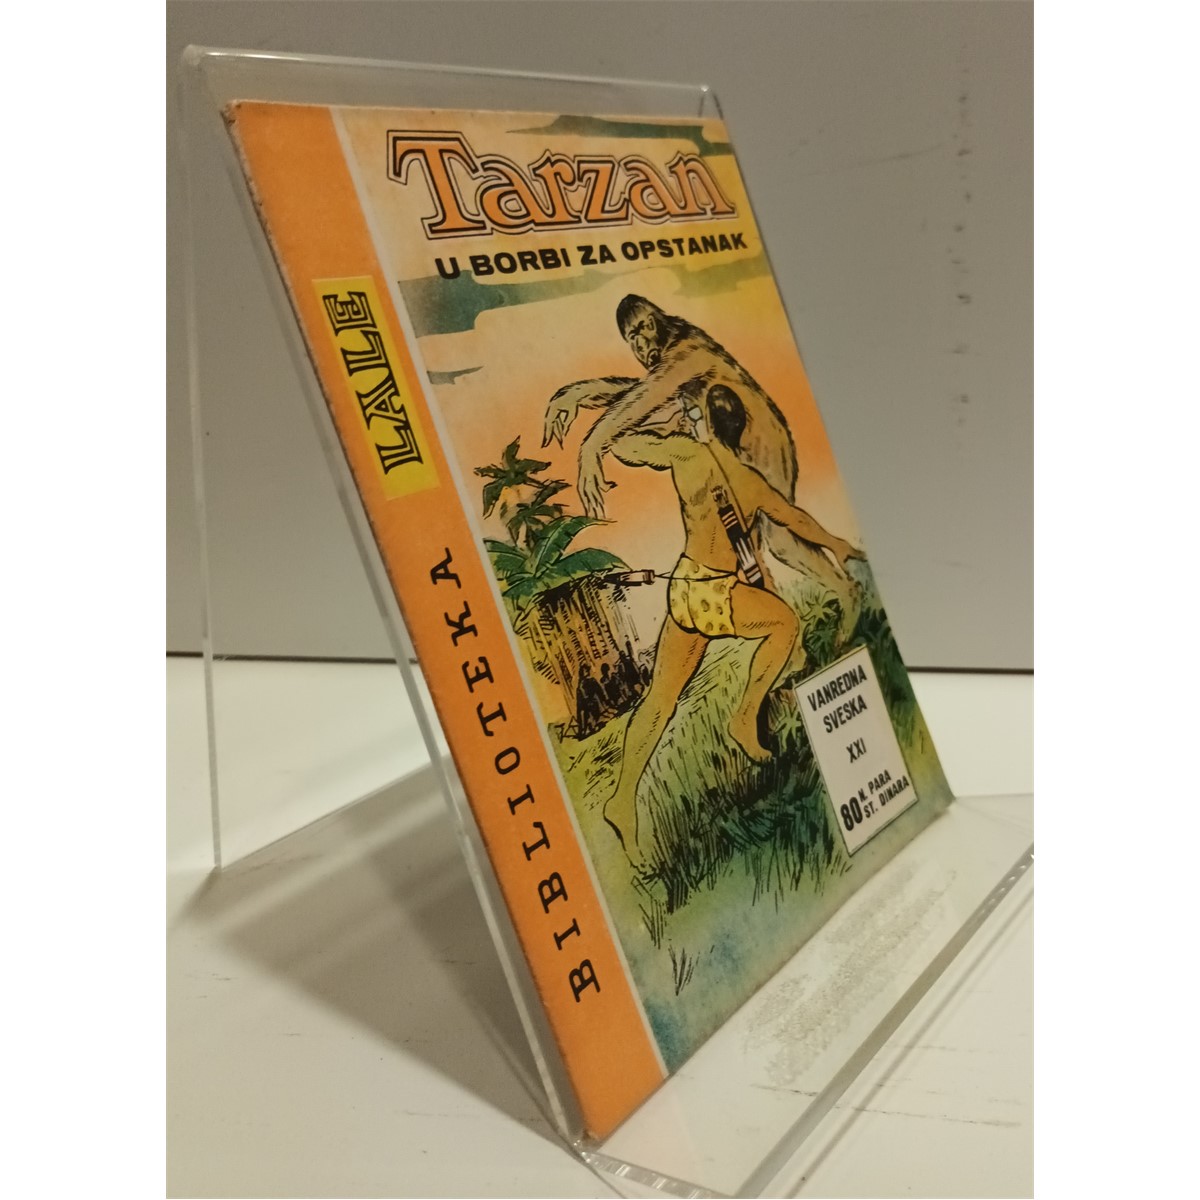 Tarzan
U BORBI ZA OPSTANAK
BIBLIOTEKA LALE
VANREDNA
SVESKA
XXI
80 N. PARA
ST. DINARA